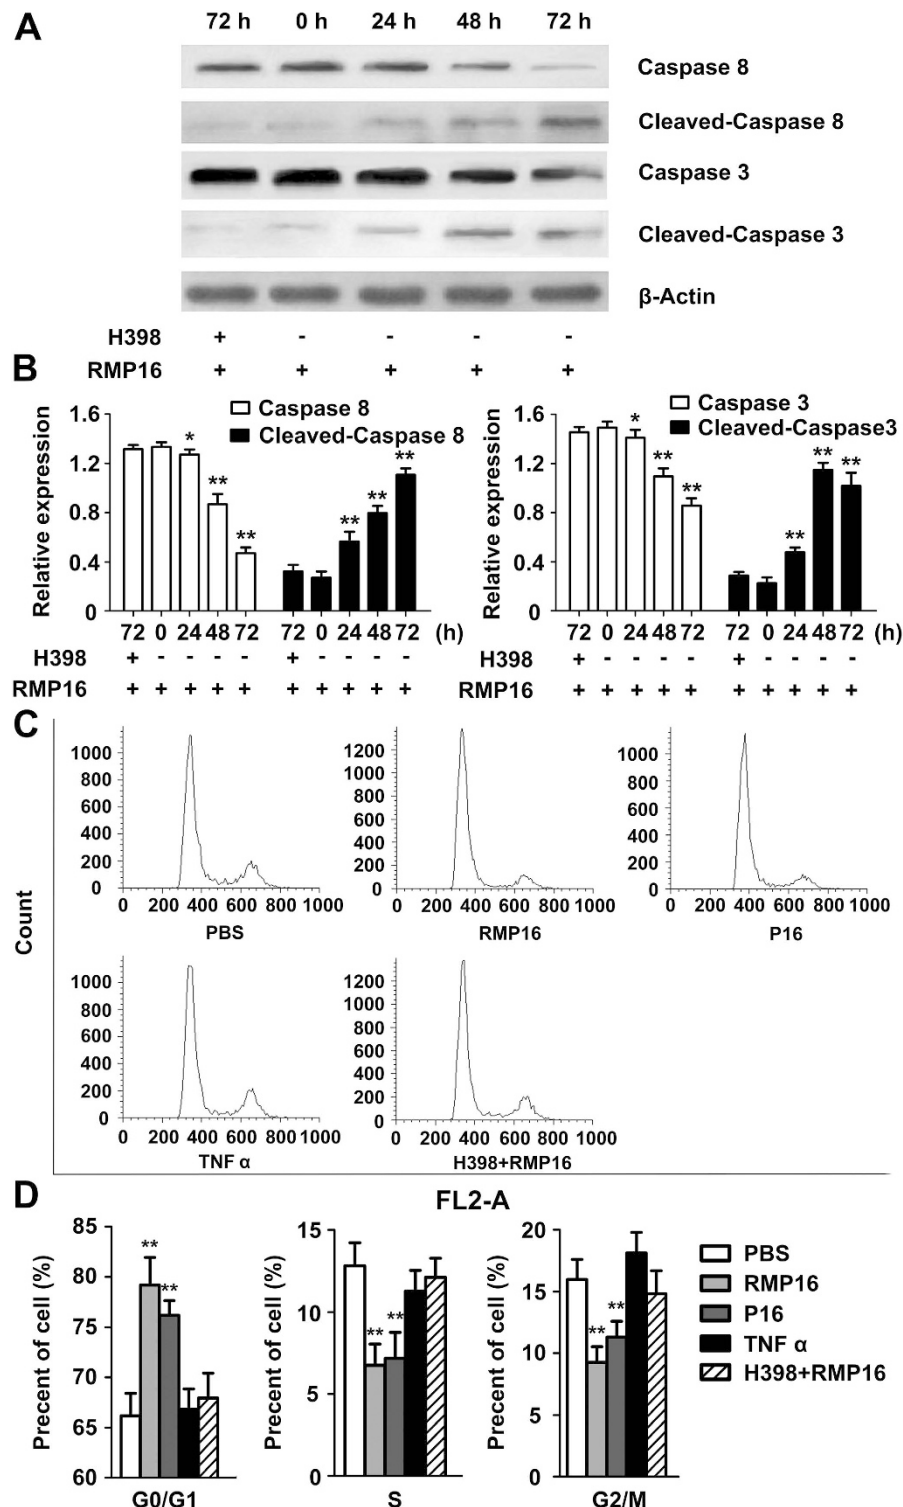 A
72 h 0 h 24 h 48 h 72 h
Caspase 8
Cleaved-Caspase 8
Caspase 3
Cleaved-Caspase 3
β-Actin
H398 + - - - -
RMP16 + + + + +
B
Relative expression
1.6
1.2
0.8
0.4
0
Caspase 8
Cleaved-Caspase 8
* ** ** ** ** **
72 0 24 48 72 72 0 24 48 72 (h)
H398 + - - - - + - - - -
RMP16 + + + + + + + + + +
Relative expression
1.6
1.2
0.8
0.4
0
Caspase 3
Cleaved-Caspase3
* ** ** ** ** **
72 0 24 48 72 72 0 24 48 72 (h)
H398 + - - - - + - - - -
RMP16 + + + + + + + + + +
C
Count
1000
800
600
400
200
0
0 200 400 600 800 1000
PBS
1200
1000
800
600
400
200
0
0 200 400 600 800 1000
RMP16
1000
800
600
400
200
0
0 200 400 600 800 1000
P16
1000
800
600
400
200
0
0 200 400 600 800 1000
TNF α
1200
1000
800
600
400
200
0
0 200 400 600 800 1000
H398+RMP16
FL2-A
D
Precent of cell (%)
85
80
75
70
65
60
** **
G0/G1
Precent of cell (%)
15
10
5
0
** **
S
Precent of cell (%)
20
15
10
5
0
** **
G2/M
PBS
RMP16
P16
TNF α
H398+RMP16